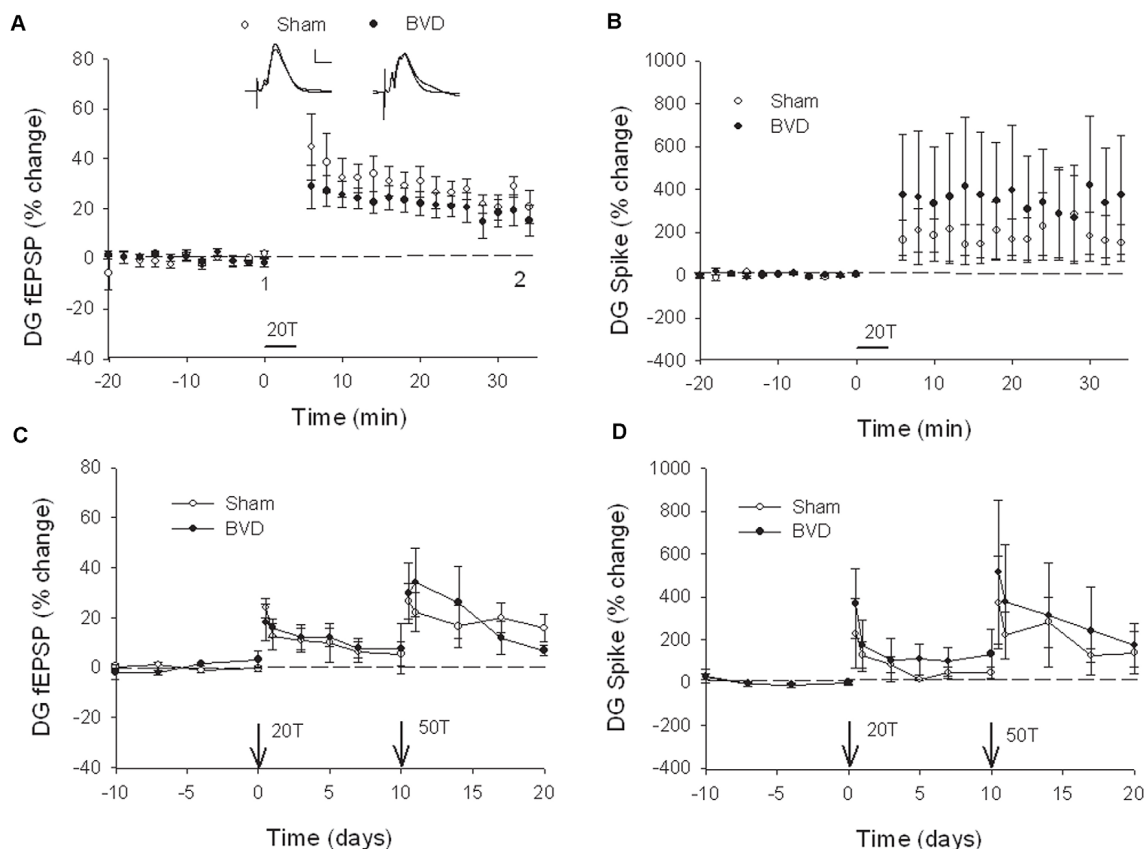 A
Sham BVD
DG fEPSP (% change)
80
60
40
20
0
-20
-40
1
2
20T
-20 -10 0 10 20 30
Time (min)
B
Sham
BVD
DG Spike (% change)
1000
800
600
400
200
0
-200
-400
20T
-20 -10 0 10 20 30
Time (min)
C
Sham
BVD
DG fEPSP (% change)
80
60
40
20
0
-20
-40
20T
50T
-10 -5 0 5 10 15 20
Time (days)
D
Sham
BVD
DG Spike (% change)
1000
800
600
400
200
0
-200
-400
20T
50T
-10 -5 0 5 10 15 20
Time (days)